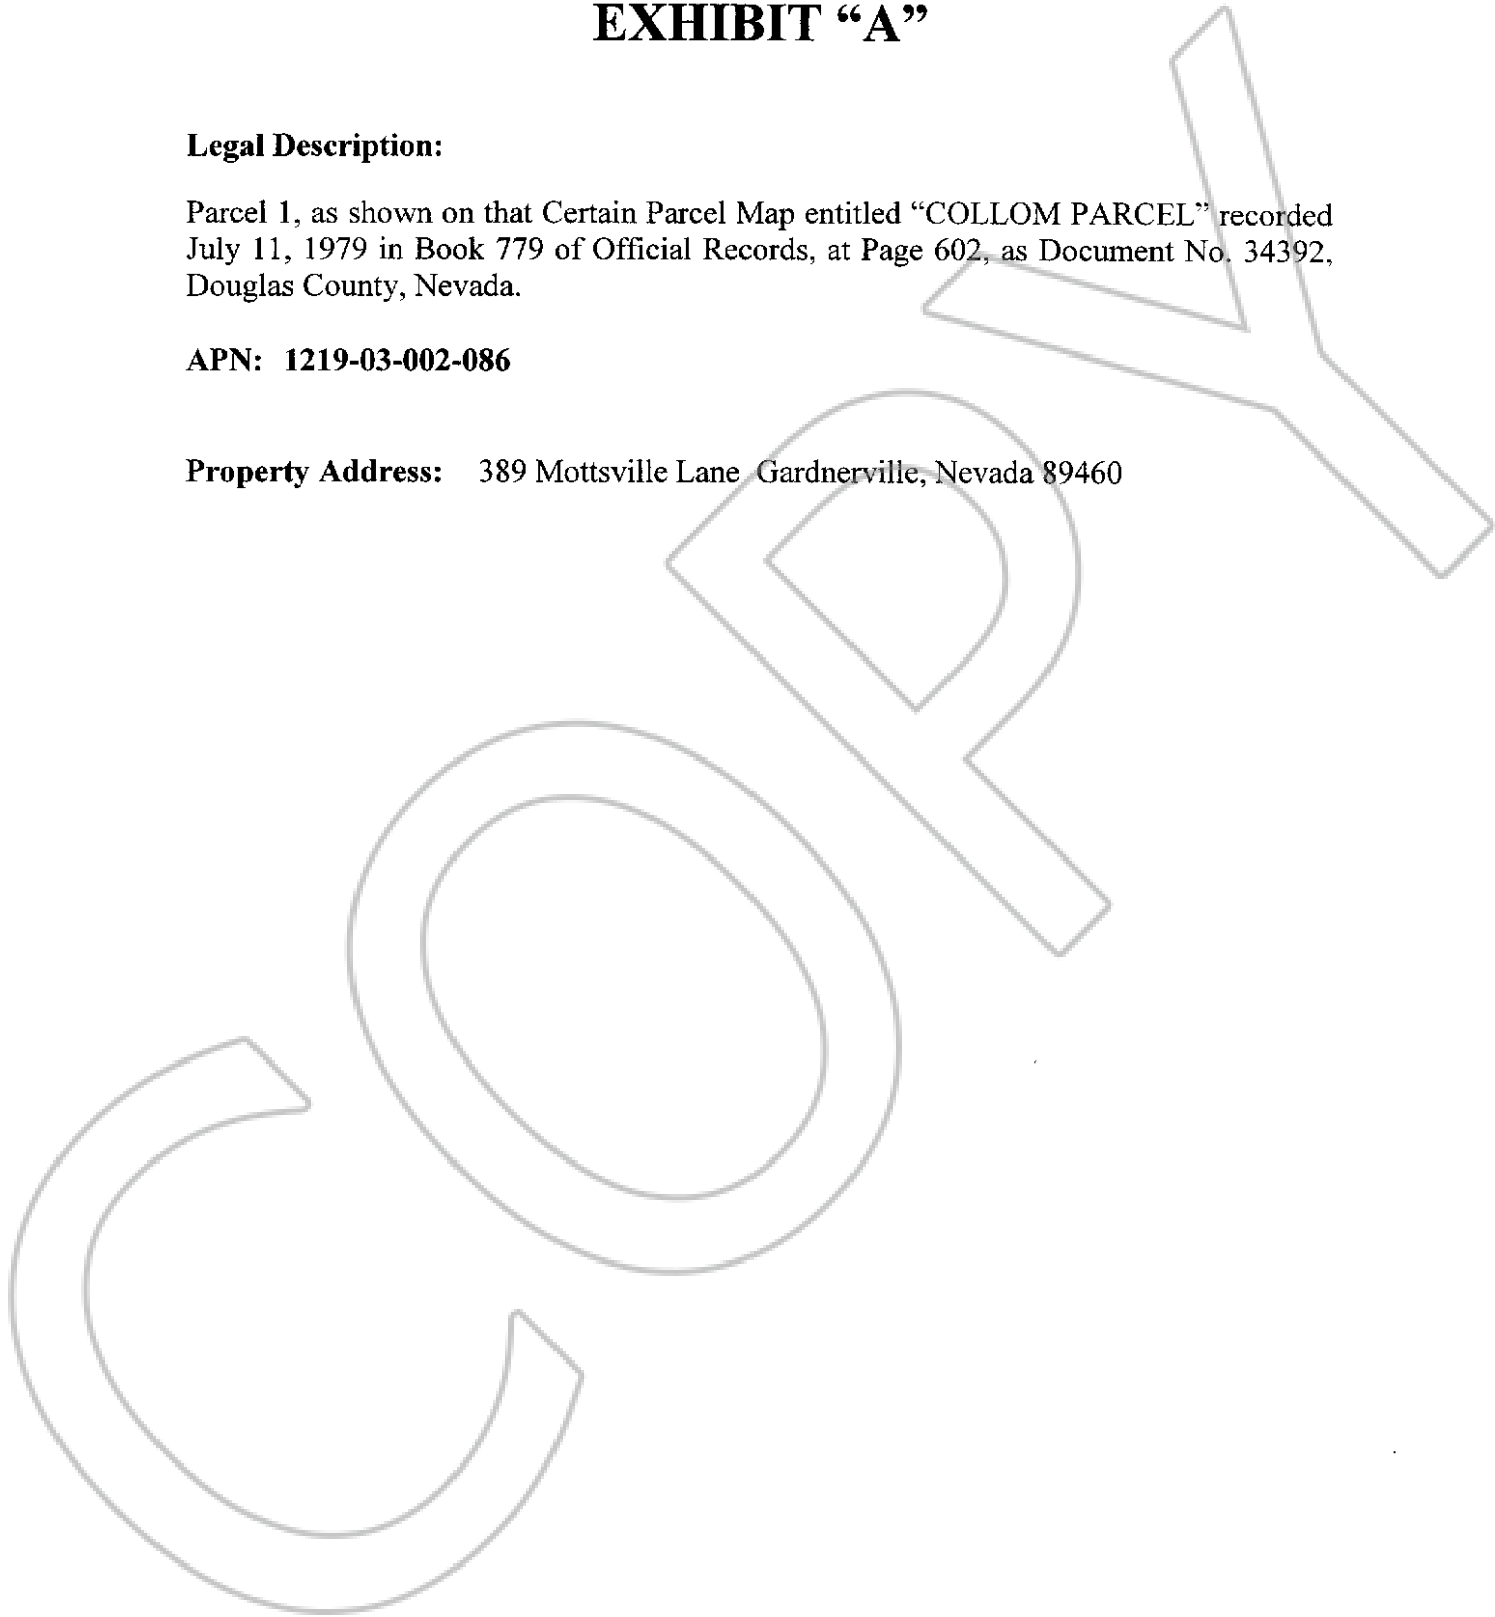 EXHIBIT “A”
Legal Description:
Parcel 1, as shown on that Certain Parcel Map entitled “COLLOM PARCEL” recorded
July 11, 1979 in Book 779 of Official Records, at Page 602, as Document No. 34392,
Douglas County, Nevada.
APN: 1219-03-002-086
Property Address: 389 Mottsville Lane Gardnerville, Nevada 89460
COPY